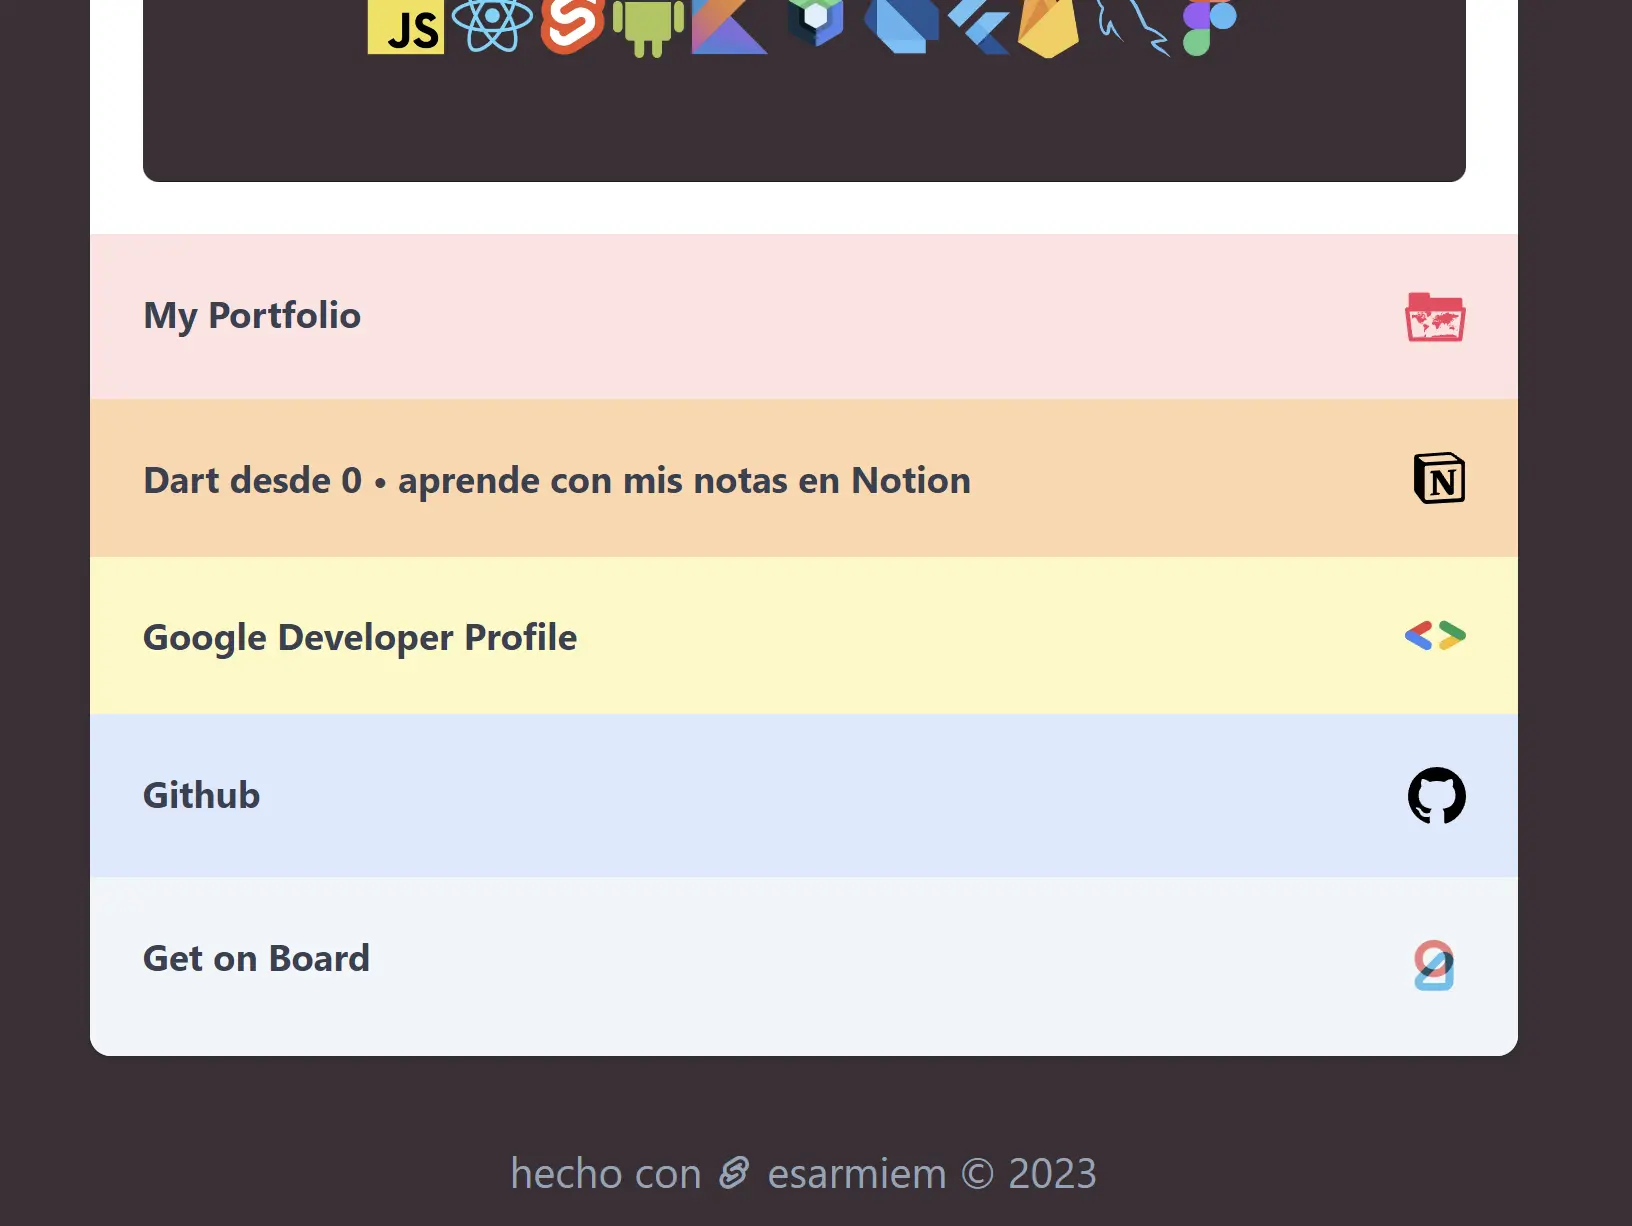 JS
My Portfolio
Dart desde 0 • aprende con mis notas en Notion
N
Google Developer Profile
Github
Get on Board
hecho con esarmiem © 2023